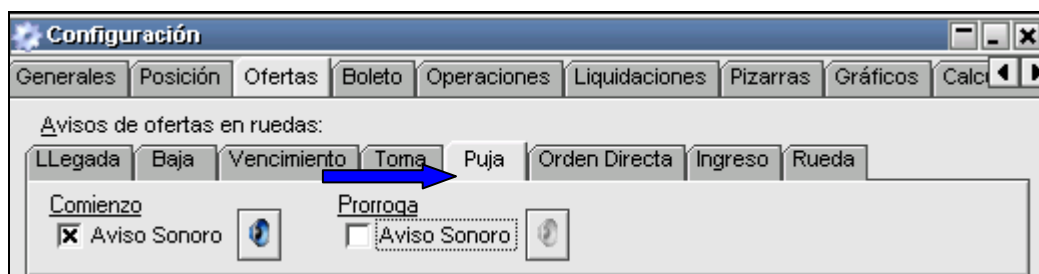 Configuración
Generales Posición Ofertas Boleto Operaciones Liquidaciones Pizarras Gráficos
Avisos de ofertas en ruedas:
LLegada Baja Vencimiento Toma Puja Orden Directa Ingreso Rueda
Comienzo Prorroga
Aviso Sonoro Aviso Sonoro